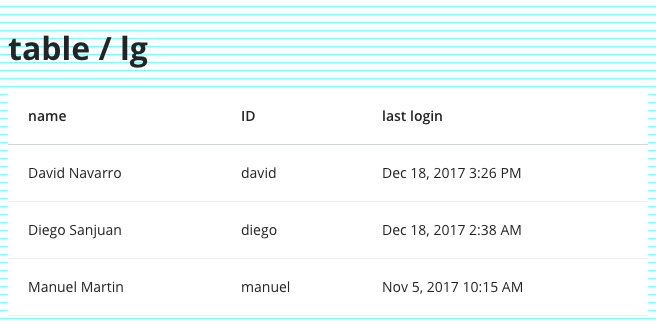 table / lg
name ID last login
David Navarro david Dec 18, 2017 3:26 PM
Diego Sanjuan diego Dec 18, 2017 2:38 AM
Manuel Martin manuel Nov 5, 2017 10:15 AM